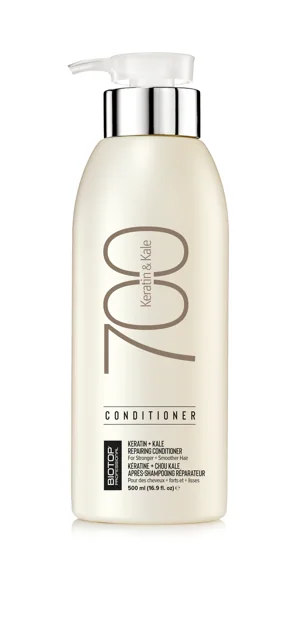 700
Keratin & Kale
CONDITIONER
BIOTOP
PROFESSIONAL
KERATIN + KALE
REPAIRING CONDITIONER
For Stronger + Smoother Hair
KERATINE + CHOU KALE
APRÈS-SHAMPOOING RÉPARATEUR
Pour des cheveux + forts et + lisses
500 ml (16.9 fl. oz.) ℮